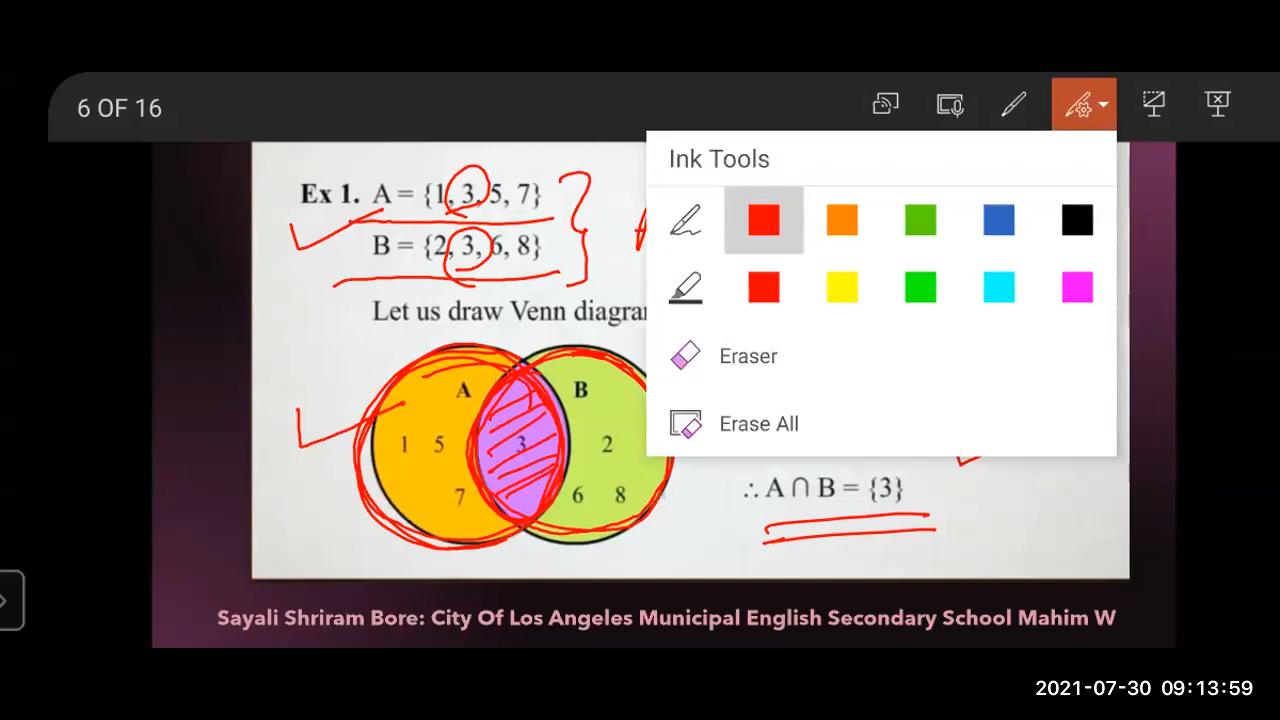 6 OF 16
Ink Tools
Ex 1. A = {1, 3, 5, 7}
B = {2, 3, 6, 8}
Let us draw Venn
Eraser
Erase All
A B
1 5 3 2
7 6 8
∴ A ∩ B = {3}
Sayali Shriram Bore: City Of Los Angeles Municipal English Secondary School Mahim W
2021-07-30 09:13:59